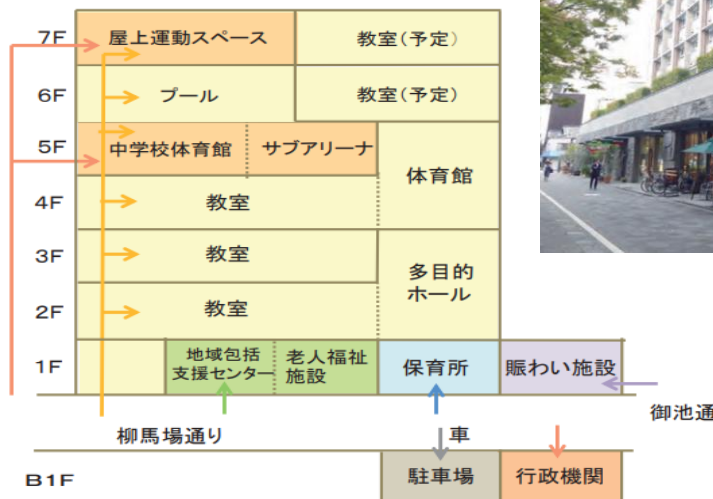 7F
屋上運動スペース
教室(予定)
6F
プール
教室(予定)
5F
中学校体育館
サブアリーナ
体育館
4F
教室
3F
教室
多目的
ホール
2F
教室
1F
地域包括
支援センター
老人福祉
施設
保育所
賑わい施設
御池通
柳馬場通り
車
B1F
駐車場
行政機関